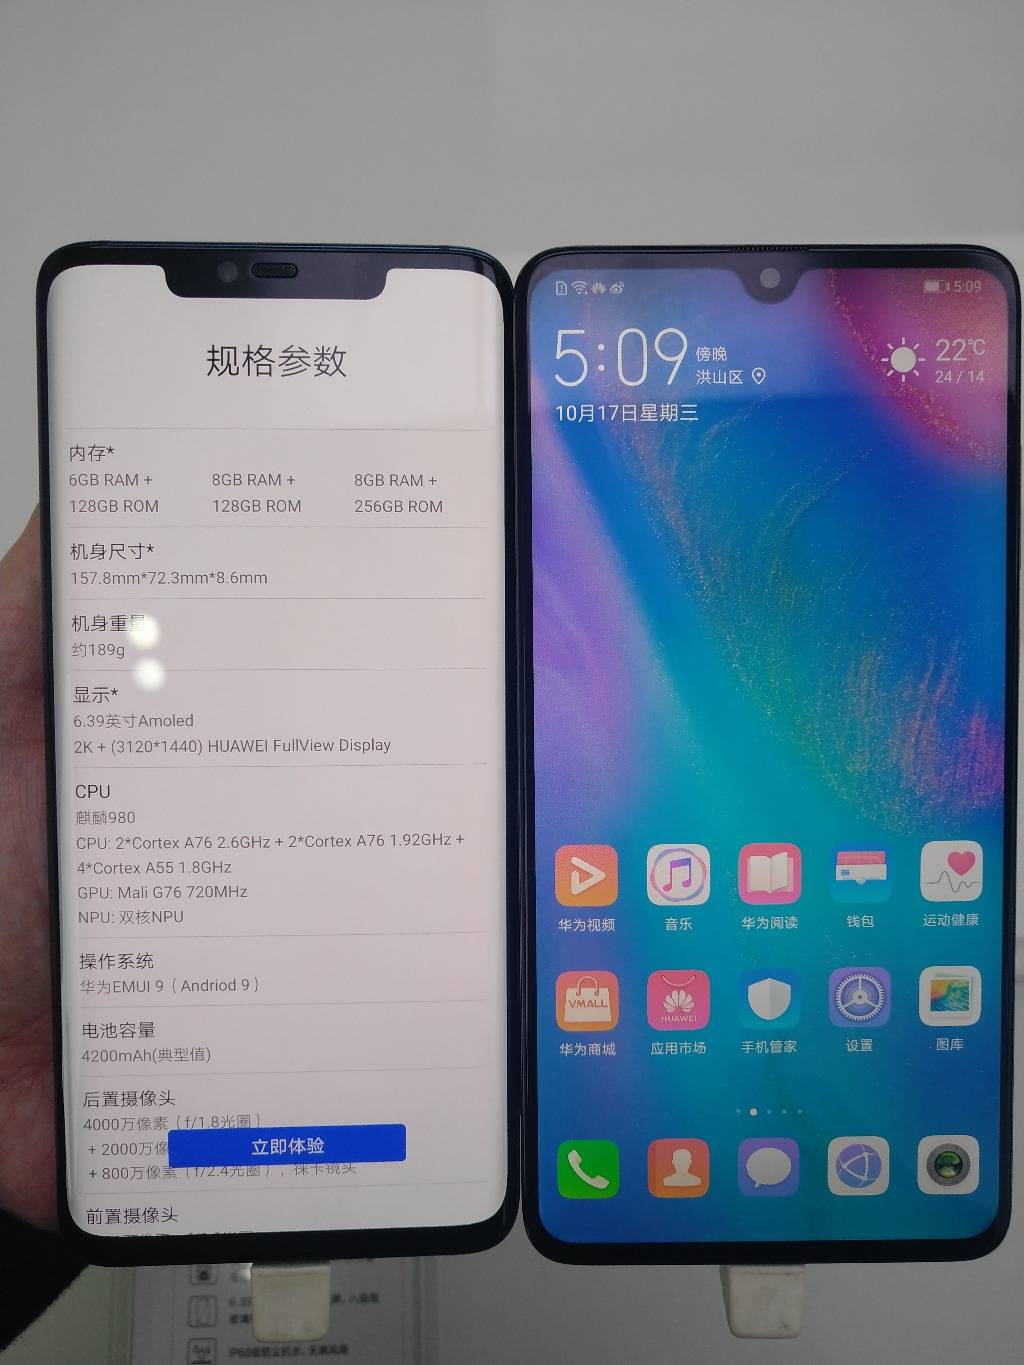 规格参数
内存*
6GB RAM + 8GB RAM + 8GB RAM +
128GB ROM 128GB ROM 256GB ROM
机身尺寸*
157.8mm*72.3mm*8.6mm
机身重量
约189g
显示*
6.39英寸Amoled
2K + (3120*1440) HUAWEI FullView Display
CPU
麒麟980
CPU: 2*Cortex A76 2.6GHz + 2*Cortex A76 1.92GHz +
4*Cortex A55 1.8GHz
GPU: Mali G76 720MHz
NPU: 双核NPU
操作系统
华为EMUI 9（Andriod 9）
电池容量
4200mAh(典型值)
后置摄像头
4000万像素（f/1.8光圈）
+ 2000万像
立即体验
+ 800万像素（f/2.4光圈），徕卡镜头
前置摄像头
5:09
5:09 傍晚
洪山区
10月17日星期三
22℃
24 / 14
华为视频 音乐 华为阅读 钱包 运动健康
VMALL
HUAWEI
华为商城 应用市场 手机管家 设置 图库